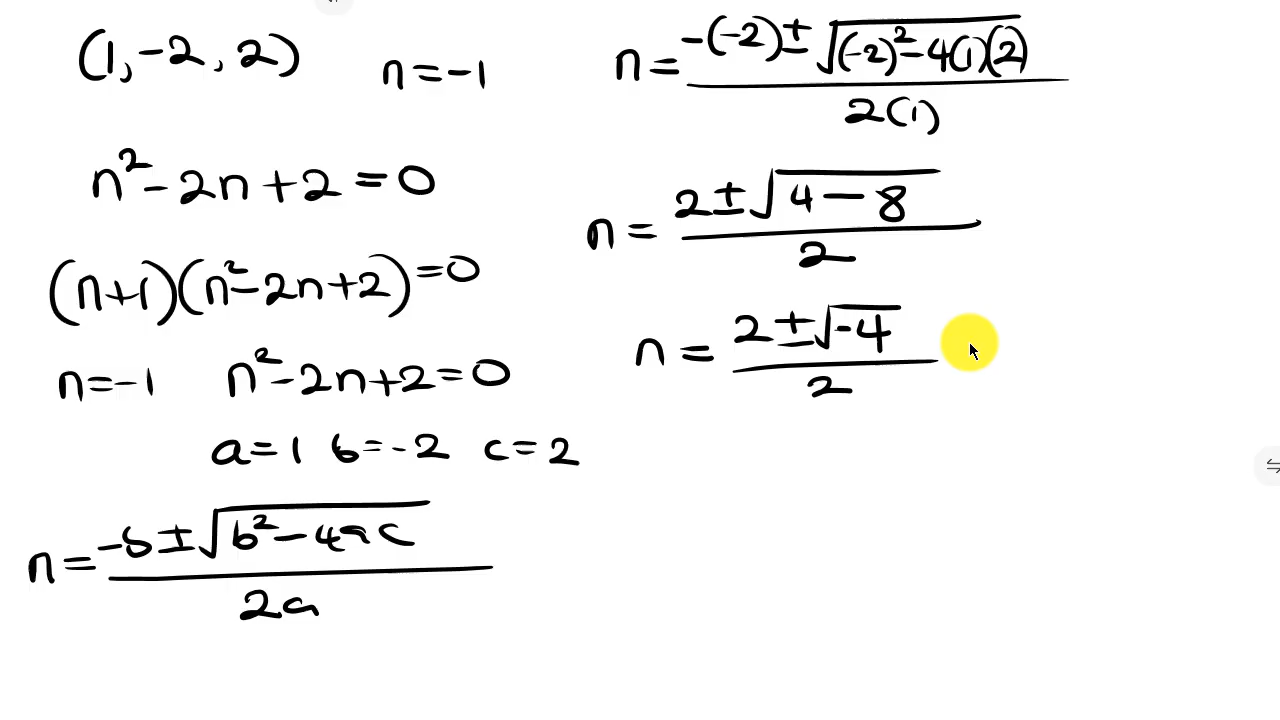 (1, -2, 2) n = -1
n² - 2n + 2 = 0
(n+1)(n² - 2n + 2) = 0
n = -1 n² - 2n + 2 = 0
a = 1 b = -2 c = 2
n = (-b ± √(b² - 4ac)) / 2a
n = (-(-2) ± √((-2)² - 4(1)(2))) / 2(1)
n = (2 ± √(4 - 8)) / 2
n = (2 ± √-4) / 2